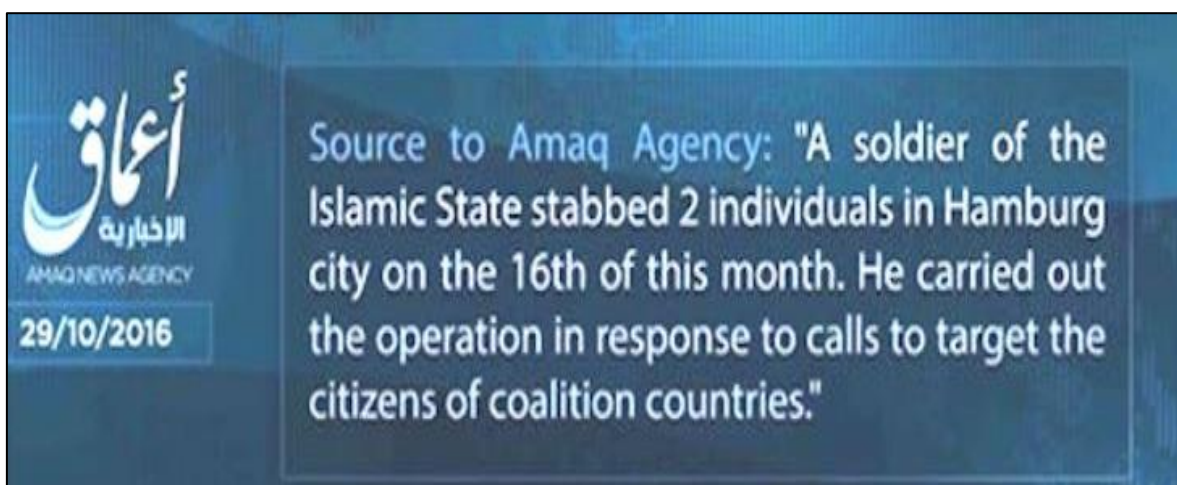 أعماق
الإخبارية
AMAQ NEWS AGENCY
29/10/2016
Source to Amaq Agency: "A soldier of the
Islamic State stabbed 2 individuals in Hamburg
city on the 16th of this month. He carried out
the operation in response to calls to target the
citizens of coalition countries."